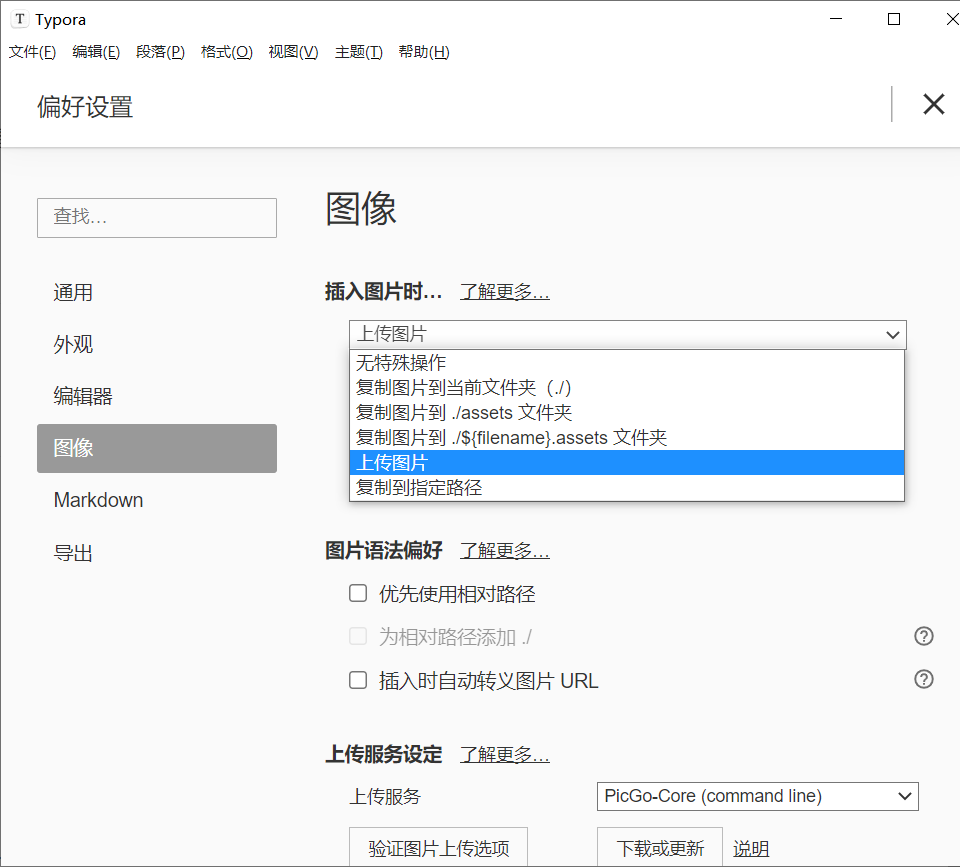 Typora
文件(F) 编辑(E) 段落(P) 格式(O) 视图(V) 主题(T) 帮助(H)
偏好设置
查找…
通用
外观
编辑器
图像
Markdown
导出
图像
插入图片时… 了解更多…
上传图片
无特殊操作
复制图片到当前文件夹（./）
复制图片到 ./assets 文件夹
复制图片到 ./${filename}.assets 文件夹
上传图片
复制到指定路径
图片语法偏好 了解更多…
优先使用相对路径
为相对路径添加 ./
插入时自动转义图片 URL
上传服务设定 了解更多…
上传服务 PicGo-Core (command line)
验证图片上传选项 下载或更新 说明